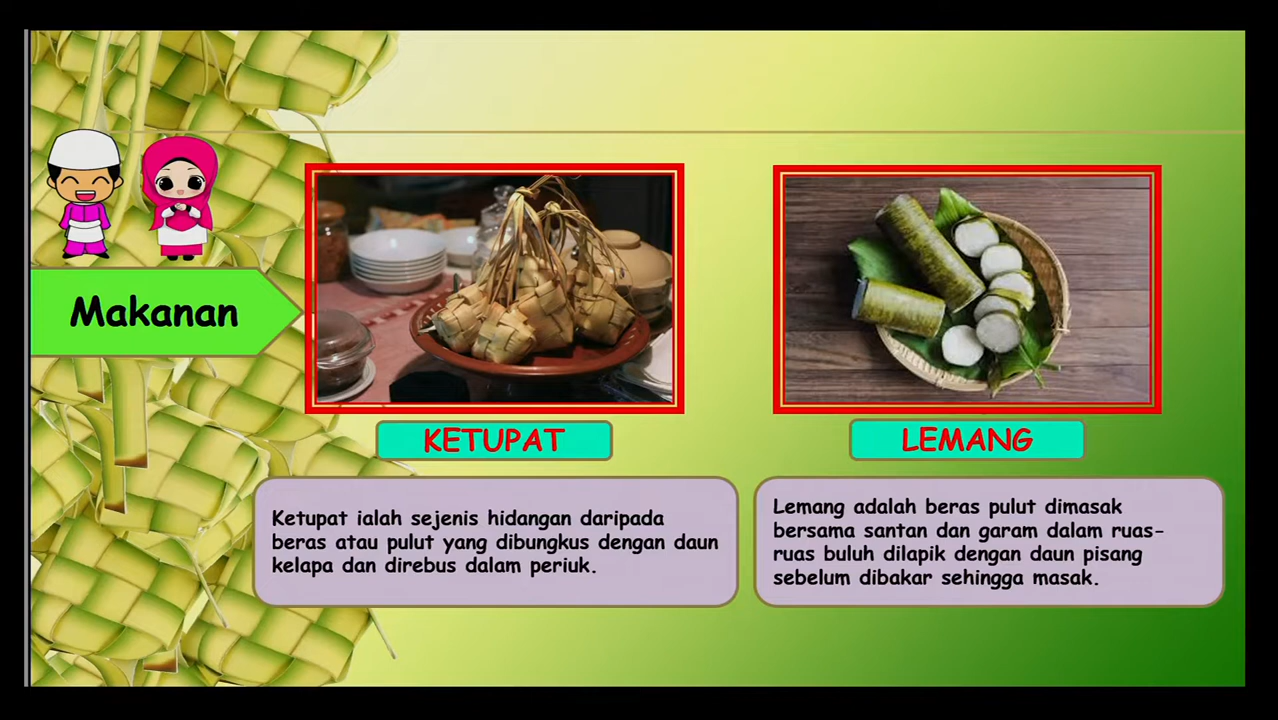 Makanan
KETUPAT
LEMANG
Ketupat ialah sejenis hidangan daripada
beras atau pulut yang dibungkus dengan daun
kelapa dan direbus dalam periuk.
Lemang adalah beras pulut dimasak
bersama santan dan garam dalam ruas-
ruas buluh dilapik dengan daun pisang
sebelum dibakar sehingga masak.